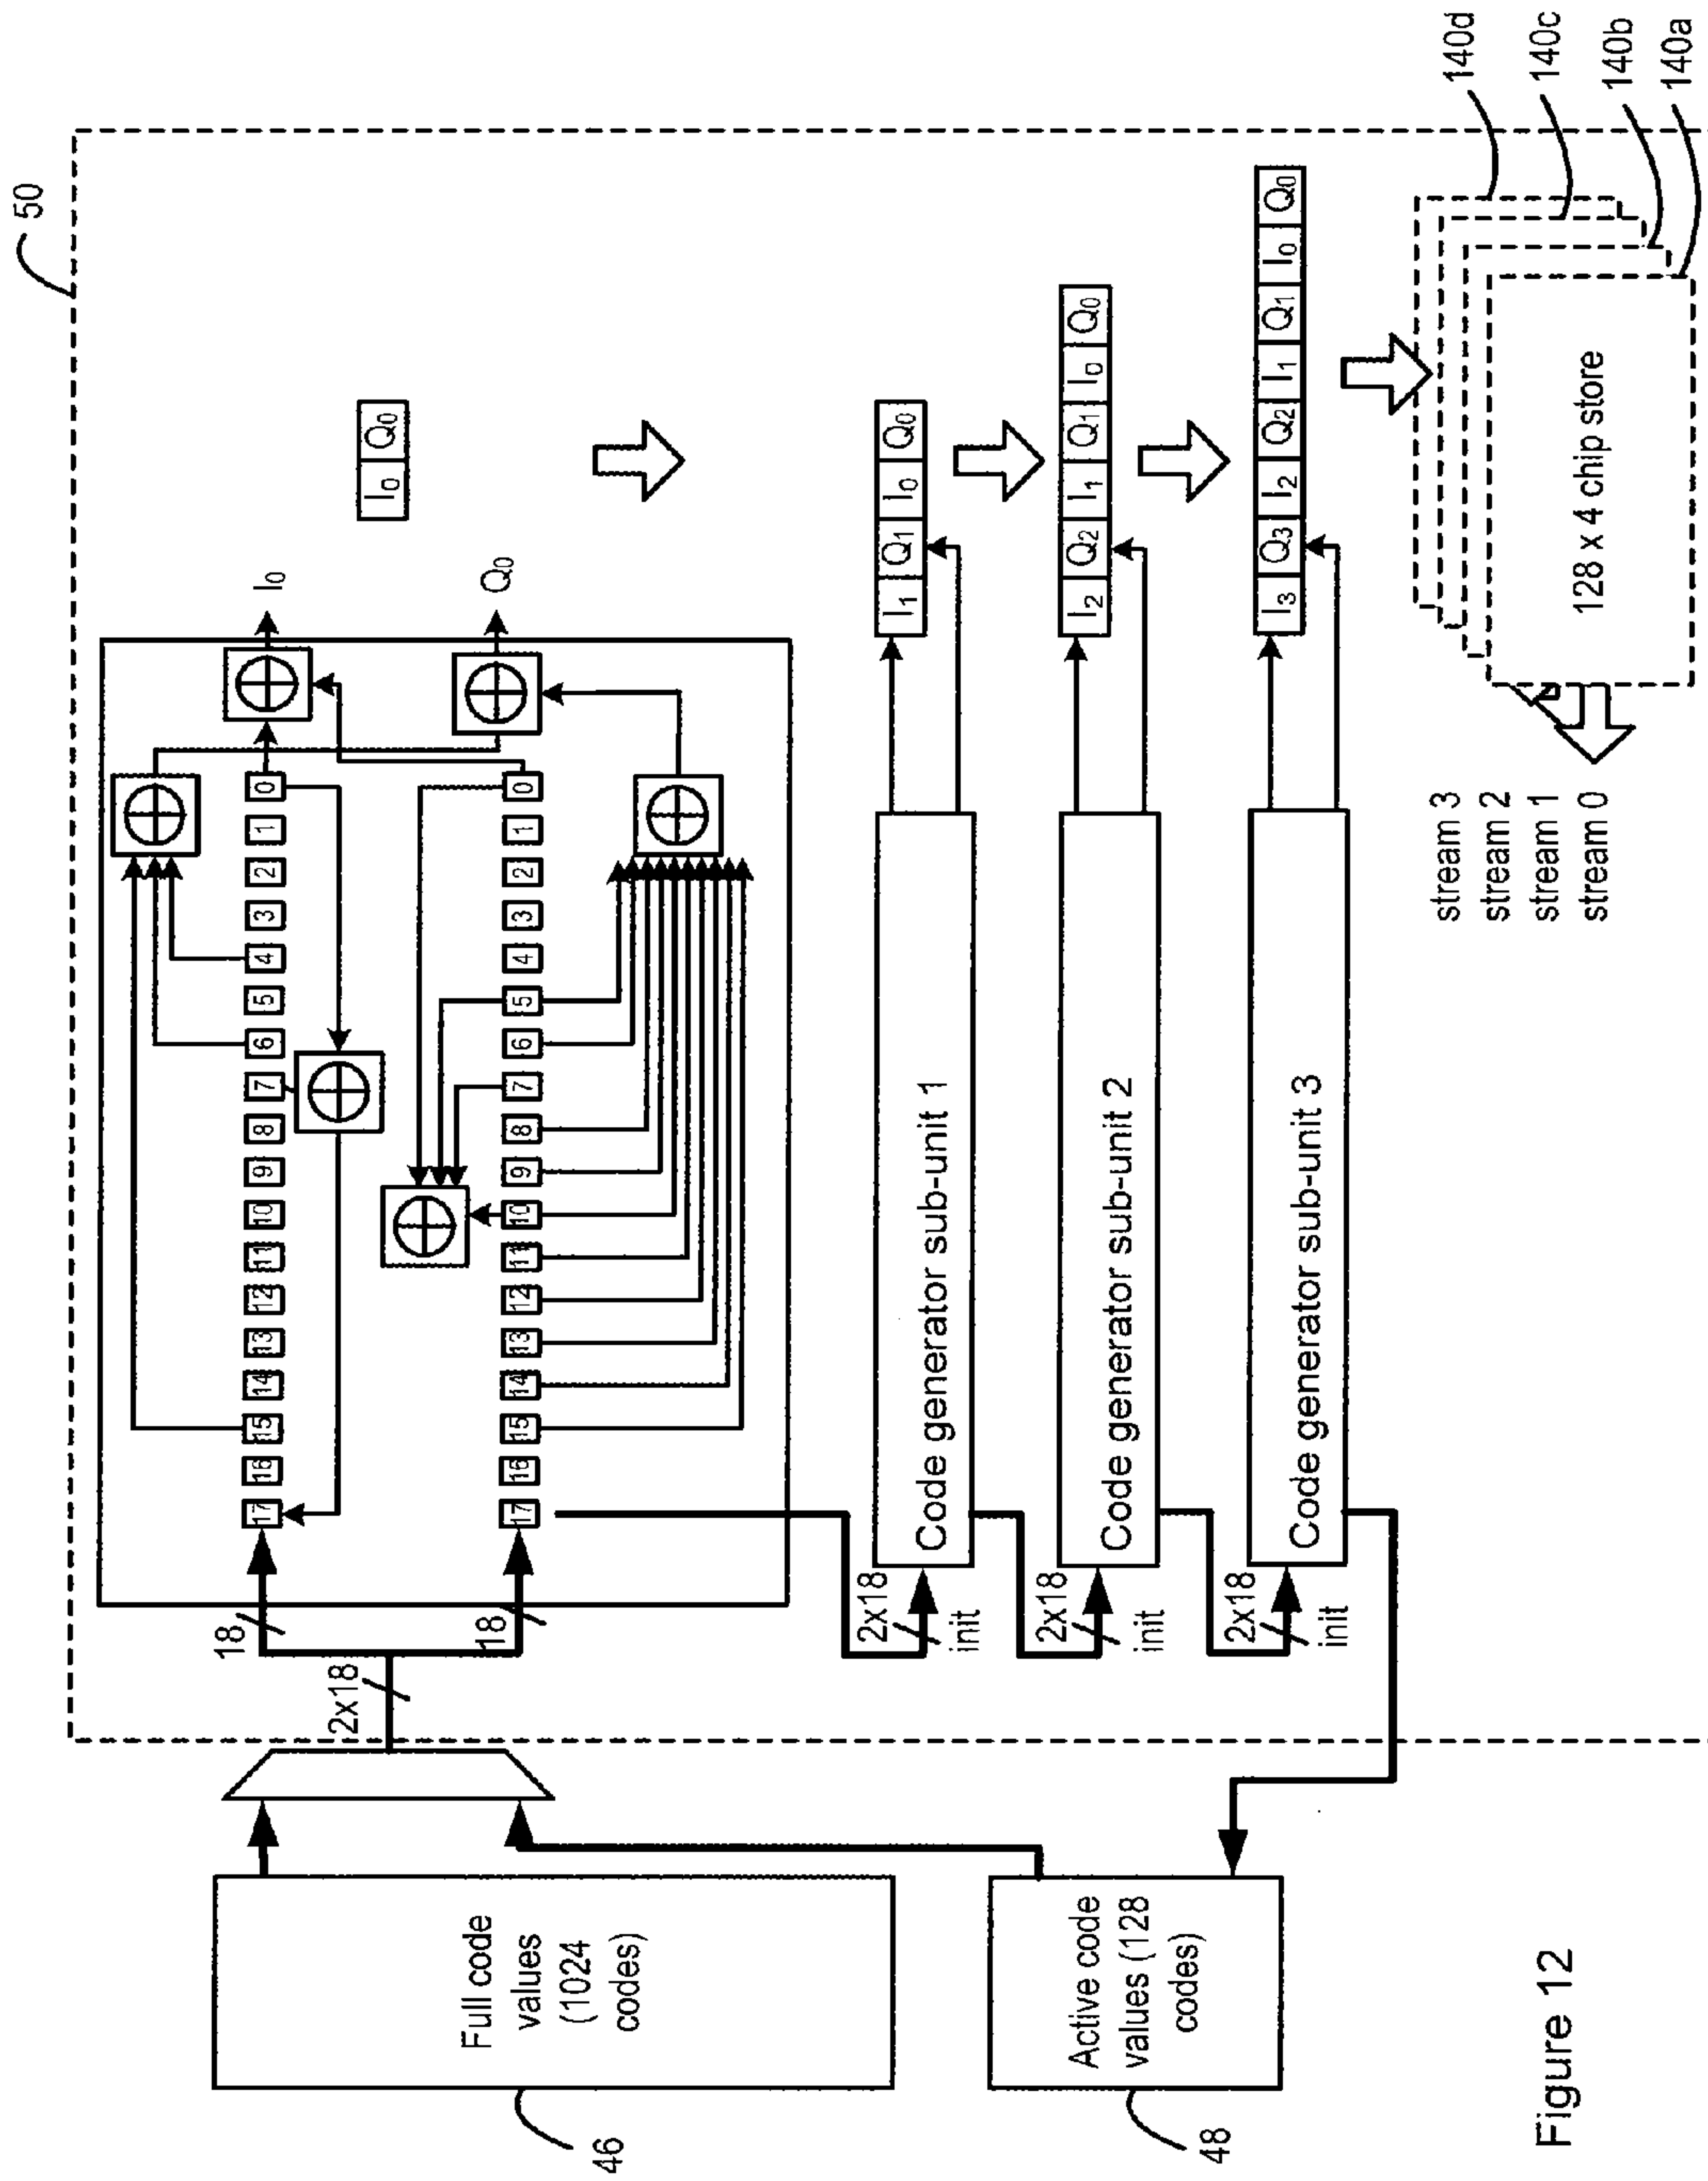 50
Full code
values
(1024
codes)
46
Active code
values (128
codes)
48
2x18
18
18
17 16 15 14 13 12 11 10 9 8 7 6 5 4 3 2 1 0
17 16 15 14 13 12 11 10 9 8 7 6 5 4 3 2 1 0
I0
Q0
I0 Q0
2x18
init
Code generator sub-unit 1
I1 Q1 I0 Q0
2x18
init
Code generator sub-unit 2
I2 Q2 I1 Q1 I0 Q0
2x18
init
Code generator sub-unit 3
I3 Q3 I2 Q2 I1 Q1 I0 Q0
stream 3
stream 2
stream 1
stream 0
128 x 4 chip store
140d
140c
140b
140a
Figure 12